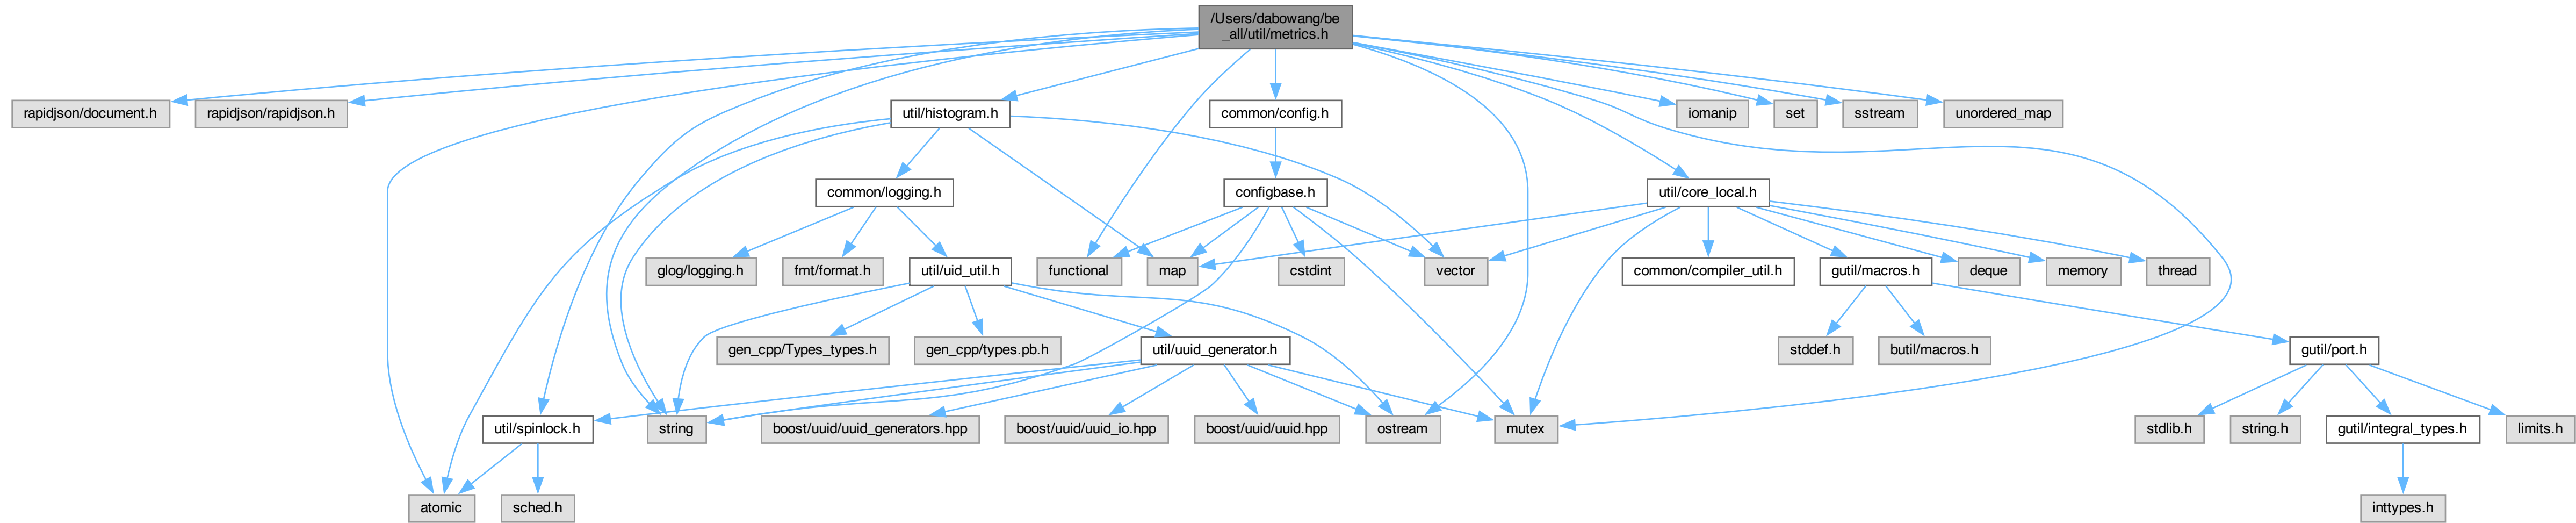 /Users/dabowang/be
_all/util/metrics.h
rapidjson/document.h
rapidjson/rapidjson.h
util/histogram.h
common/config.h
iomanip
set
sstream
unordered_map
common/logging.h
configbase.h
util/core_local.h
glog/logging.h
fmt/format.h
util/uid_util.h
functional
map
cstdint
vector
common/compiler_util.h
gutil/macros.h
deque
memory
thread
gen_cpp/Types_types.h
gen_cpp/types.pb.h
util/uuid_generator.h
stddef.h
butil/macros.h
gutil/port.h
util/spinlock.h
string
boost/uuid/uuid_generators.hpp
boost/uuid/uuid_io.hpp
boost/uuid/uuid.hpp
ostream
mutex
stdlib.h
string.h
gutil/integral_types.h
limits.h
atomic
sched.h
inttypes.h